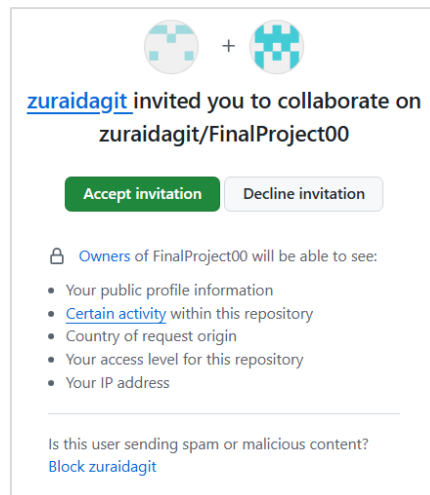 +
zuraidagit invited you to collaborate on
zuraidagit/FinalProject00
Accept invitation Decline invitation
Owners of FinalProject00 will be able to see:
• Your public profile information
• Certain activity within this repository
• Country of request origin
• Your access level for this repository
• Your IP address
Is this user sending spam or malicious content?
Block zuraidagit